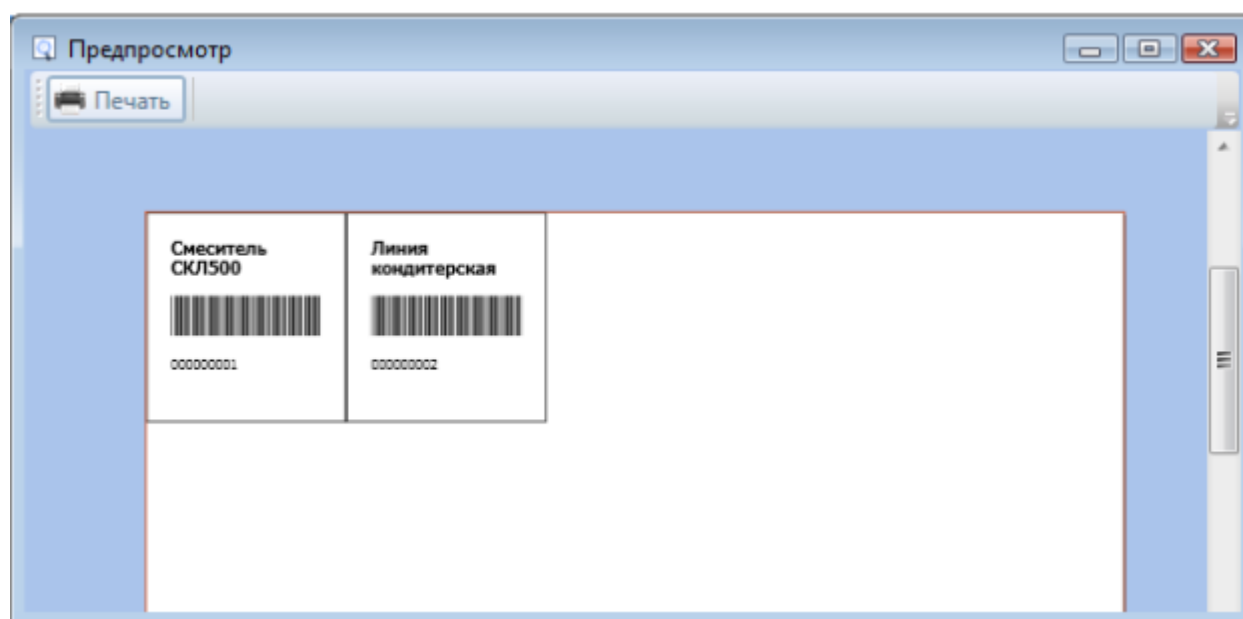 Предпросмотр
Печать
Смеситель
СКЛ500
000000001
Линия
кондитерская
000000002